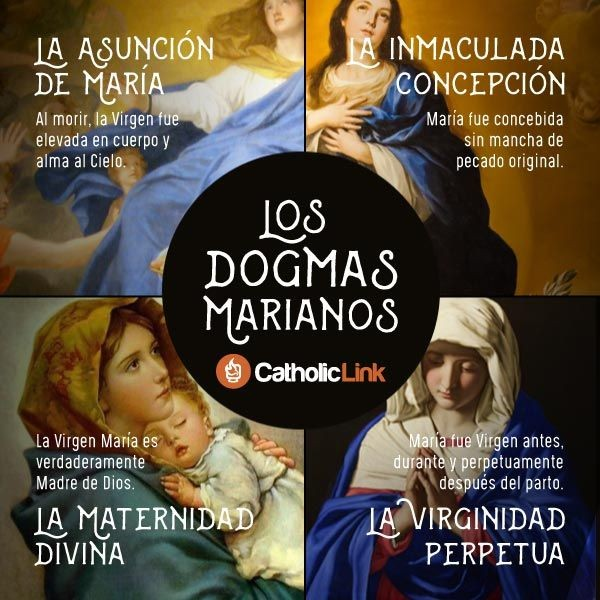 La Asunción
de María
Al morir, la Virgen fue
elevada en cuerpo y
alma al Cielo.
La Inmaculada
Concepción
María fue concebida
sin mancha de
pecado original.
Los
Dogmas
Marianos
CatholicLink
La Virgen María es
verdaderamente
Madre de Dios.
La Maternidad
Divina
María fue Virgen antes,
durante y perpetuamente
después del parto.
La Virginidad
Perpetua